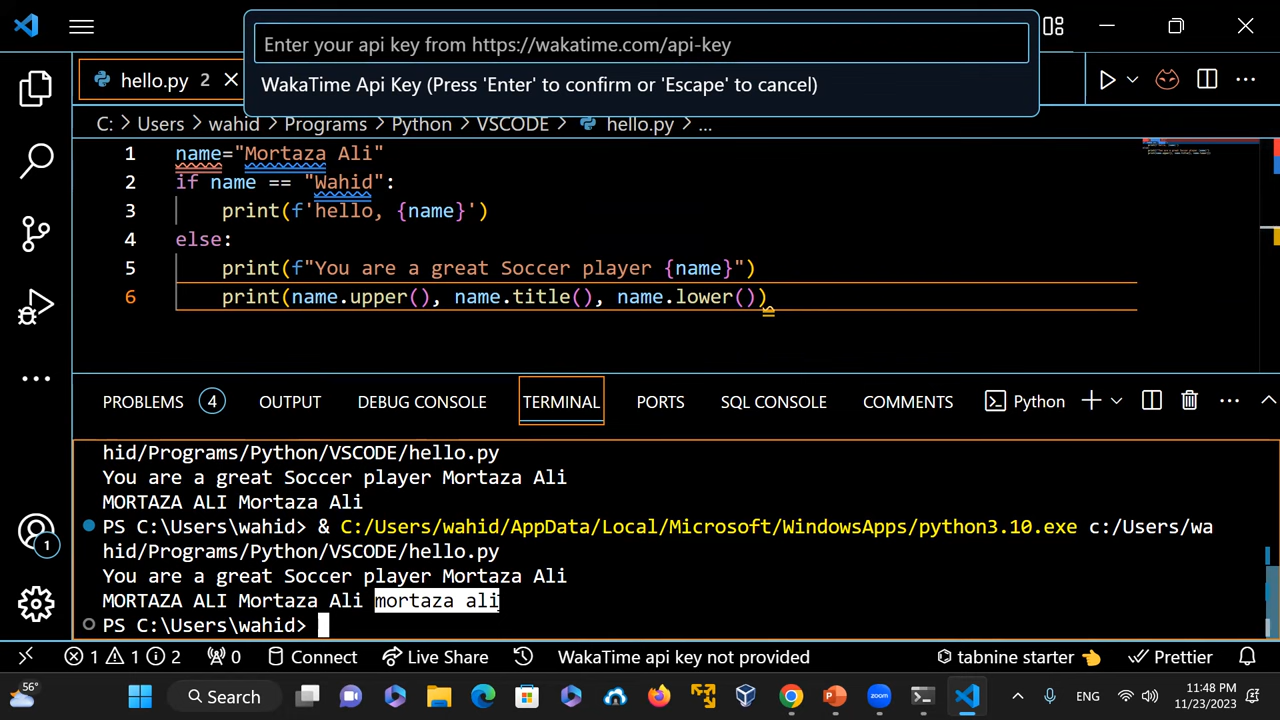 Enter your api key from https://wakatime.com/api-key
WakaTime Api Key (Press 'Enter' to confirm or 'Escape' to cancel)
hello.py 2
C: > Users > wahid > Programs > Python > VSCODE > hello.py > ...
1 name="Mortaza Ali"
2 if name == "Wahid":
3 print(f'hello, {name}')
4 else:
5 print(f"You are a great Soccer player {name}")
6 print(name.upper(), name.title(), name.lower())
PROBLEMS 4 OUTPUT DEBUG CONSOLE TERMINAL PORTS SQL CONSOLE COMMENTS Python
hid/Programs/Python/VSCODE/hello.py
You are a great Soccer player Mortaza Ali
MORTAZA ALI Mortaza Ali
PS C:\Users\wahid> & C:/Users/wahid/AppData/Local/Microsoft/WindowsApps/python3.10.exe c:/Users/wa
hid/Programs/Python/VSCODE/hello.py
You are a great Soccer player Mortaza Ali
MORTAZA ALI Mortaza Ali mortaza ali
PS C:\Users\wahid>
1
1 1 2 0 Connect Live Share WakaTime api key not provided tabnine starter Prettier
56° Search zoom ENG 11:48 PM
11/23/2023